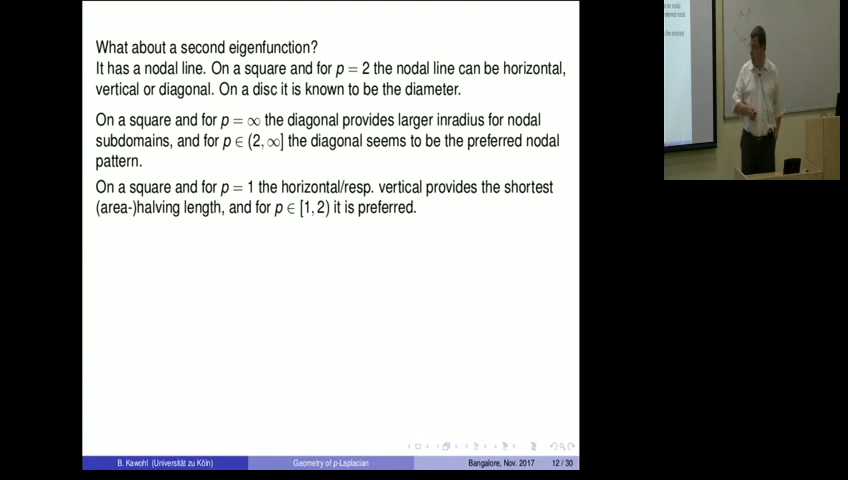 What about a second eigenfunction?
It has a nodal line. On a square and for p = 2 the nodal line can be horizontal,
vertical or diagonal. On a disc it is known to be the diameter.
On a square and for p = ∞ the diagonal provides larger inradius for nodal
subdomains, and for p ∈ (2, ∞] the diagonal seems to be the preferred nodal
pattern.
On a square and for p = 1 the horizontal/resp. vertical provides the shortest
(area-)halving length, and for p ∈ [1, 2) it is preferred.
B. Kawohl (Universität zu Köln) Geometry of p-Laplacian Bangalore, Nov. 2017 12 / 30